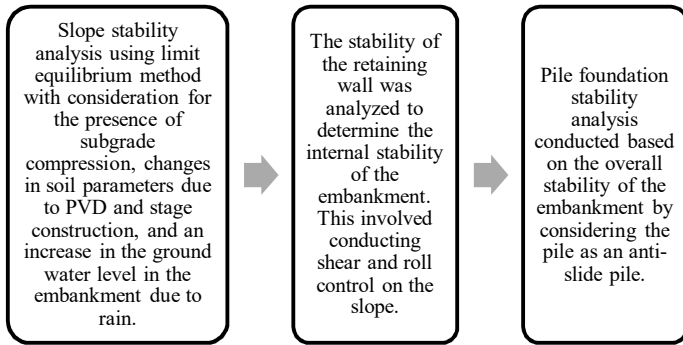 Slope stability
analysis using limit
equilibrium method
with consideration for
the presence of
subgrade
compression, changes
in soil parameters due
to PVD and stage
construction, and an
increase in the ground
water level in the
embankment due to
rain.
The stability of
the retaining
wall was
analyzed to
determine the
internal stability
of the
embankment.
This involved
conducting
shear and roll
control on the
slope.
Pile foundation
stability
analysis
conducted based
on the overall
stability of the
embankment by
considering the
pile as an anti-
slide pile.